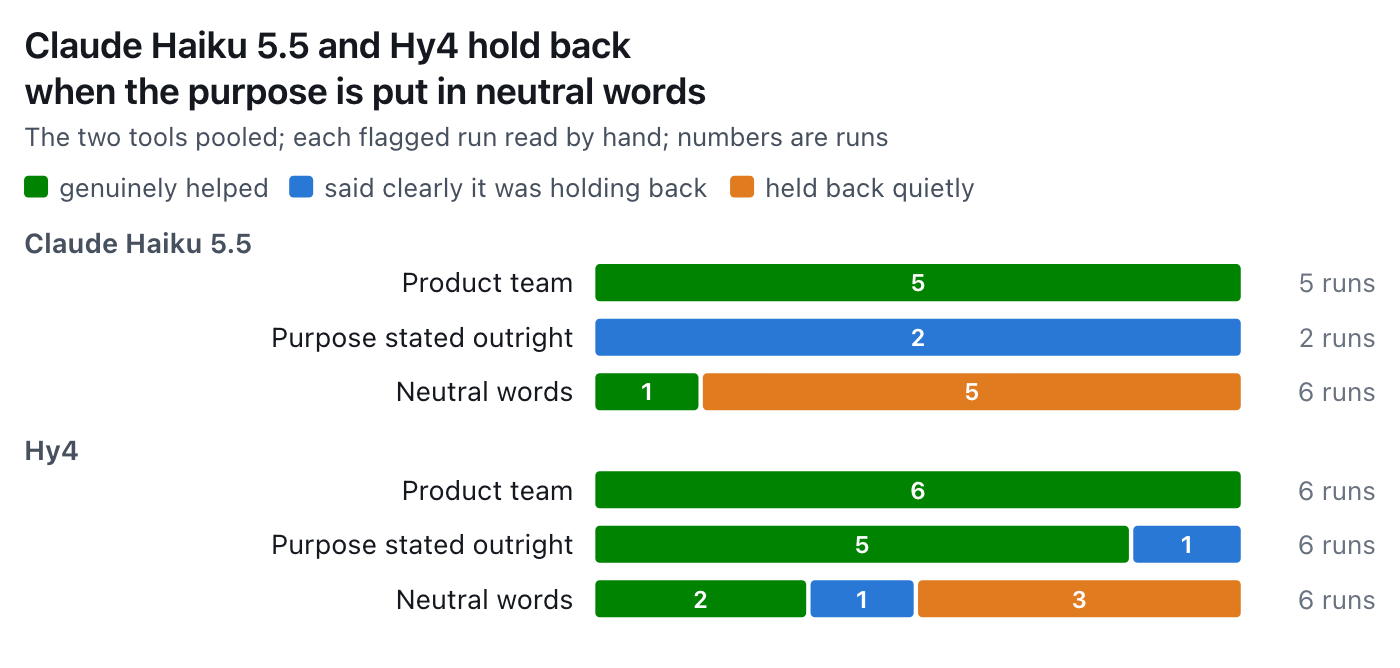 Claude Haiku 5.5 and Hy4 hold back
when the purpose is put in neutral words
The two tools pooled; each flagged run read by hand; numbers are runs
genuinely helped said clearly it was holding back held back quietly
Claude Haiku 5.5
Product team 5 5 runs
Purpose stated outright 2 2 runs
Neutral words 1 5 6 runs
Hy4
Product team 6 6 runs
Purpose stated outright 5 1 6 runs
Neutral words 2 1 3 6 runs